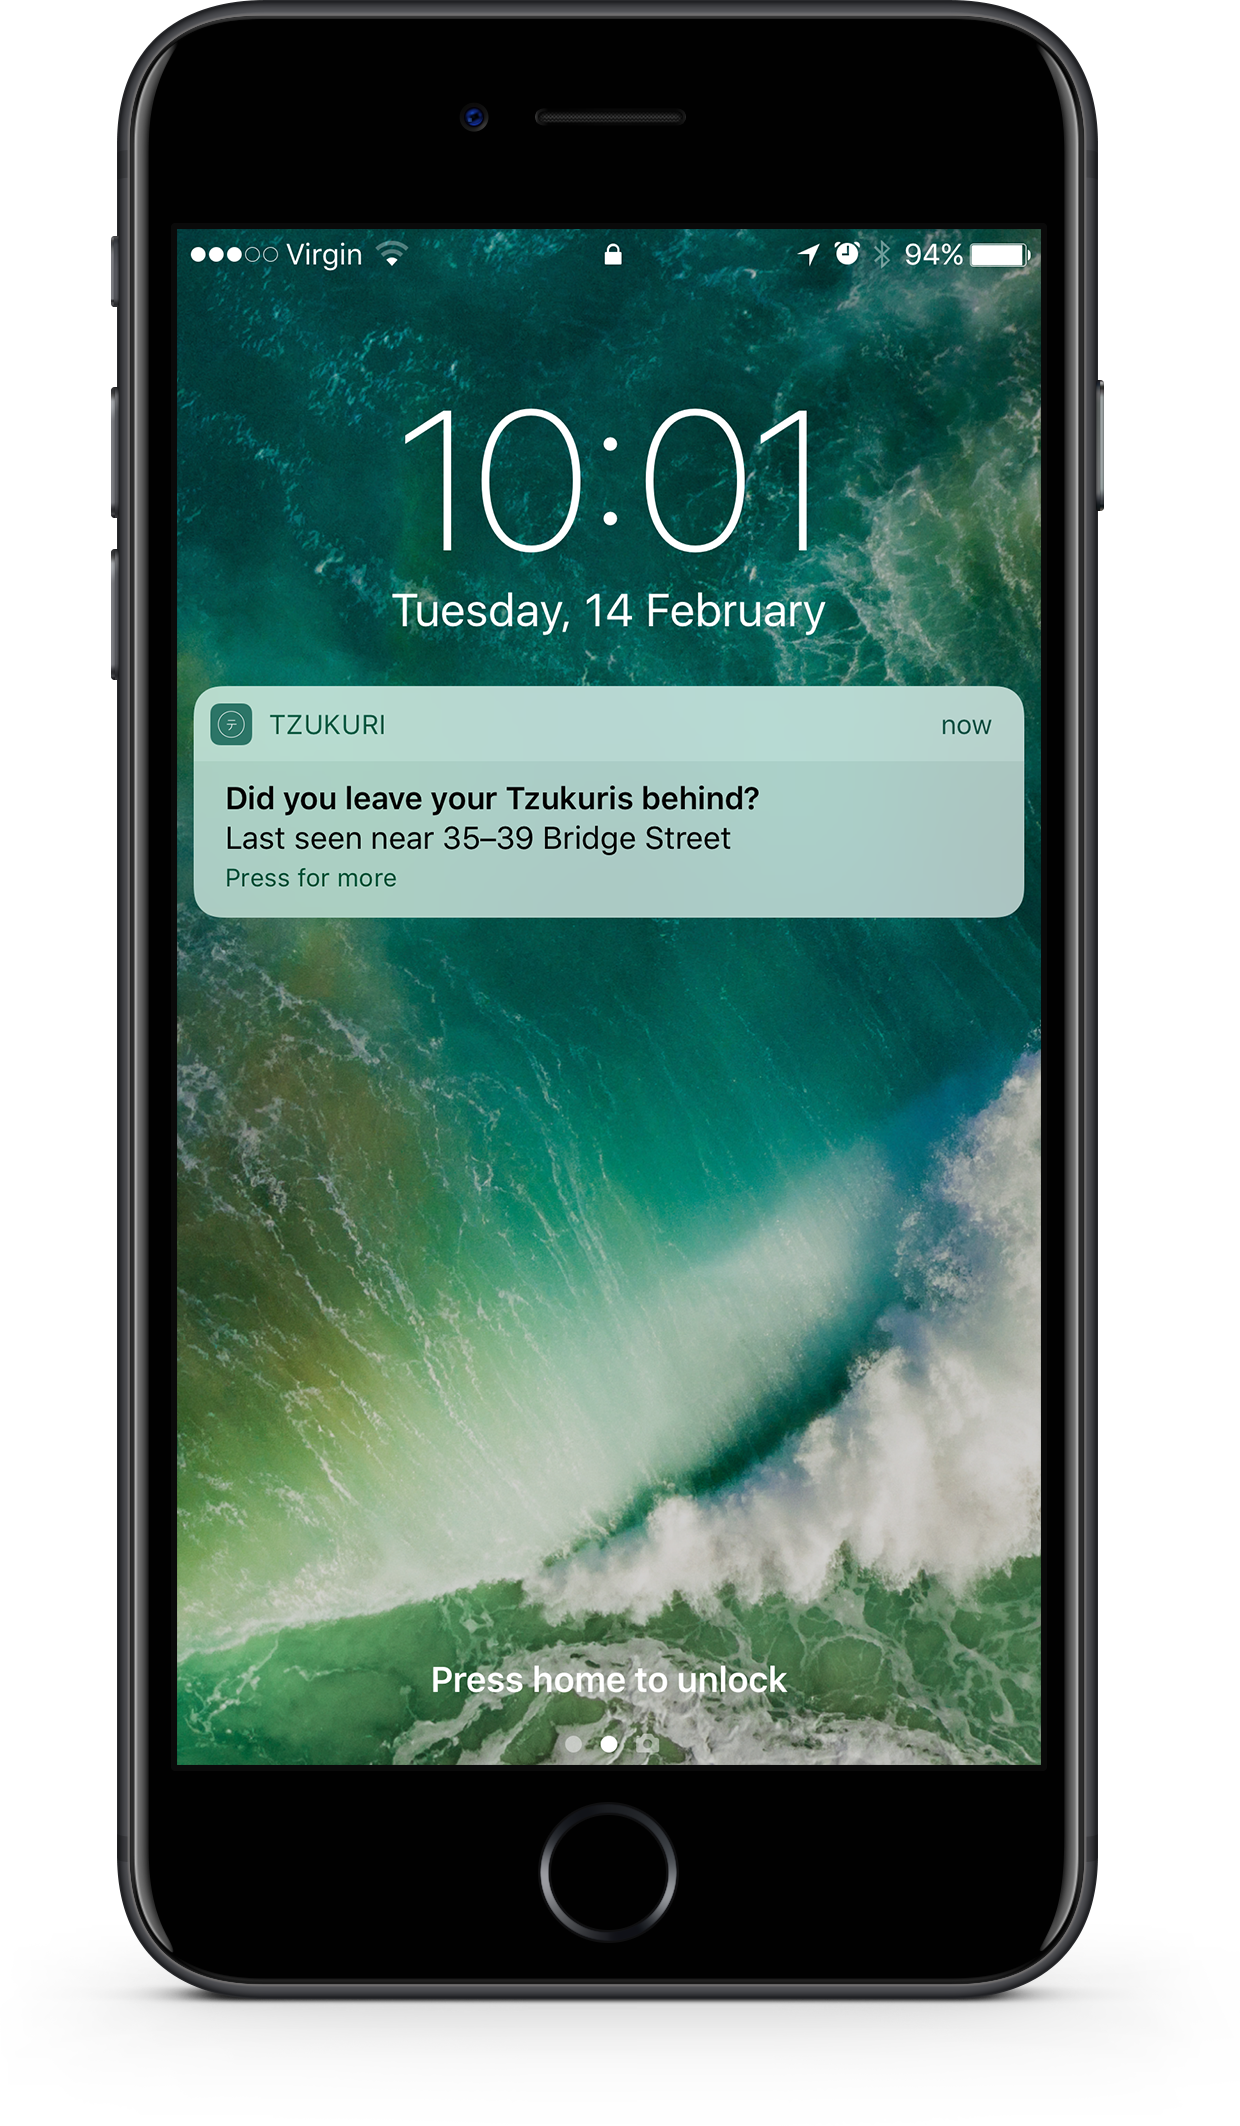 Virgin 94%
10:01
Tuesday, 14 February
テ TZUKURI now
Did you leave your Tzukuris behind?
Last seen near 35–39 Bridge Street
Press for more
Press home to unlock